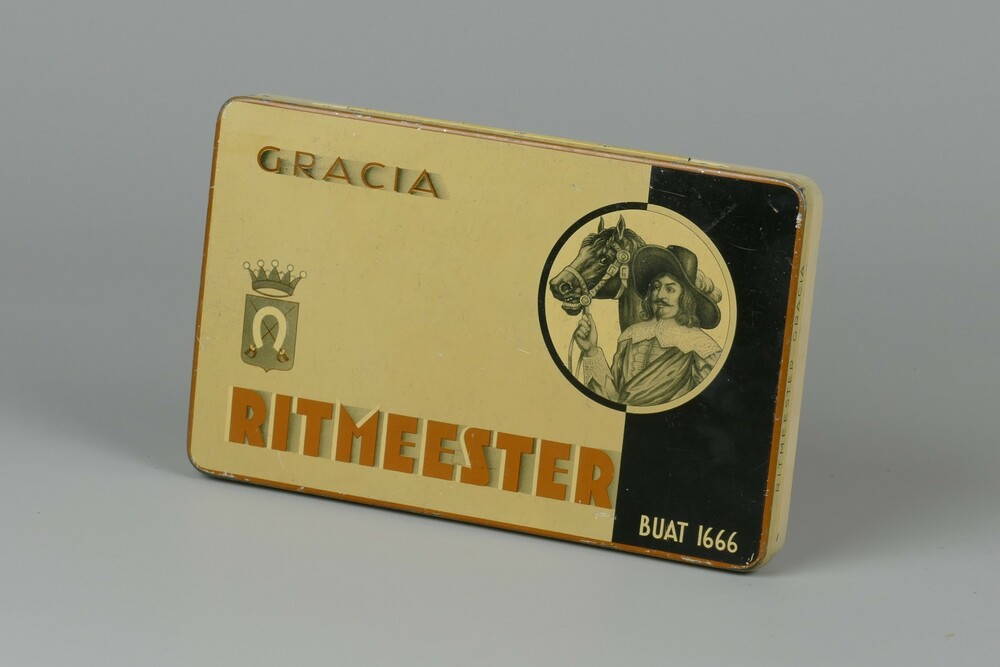 GRACIA
RITMEESTER
BUAT 1666
RITMEESTER GRACIA